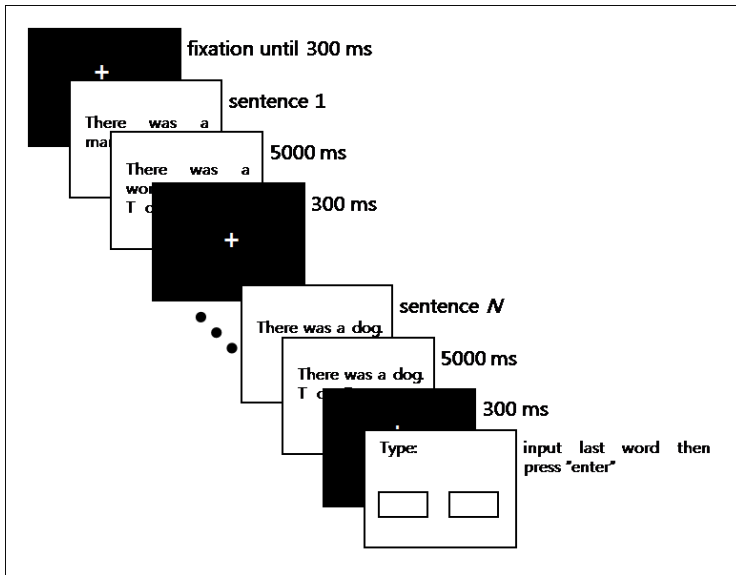 fixation until 300 ms
sentence 1
There was a
5000 ms
There was a
T
300 ms
sentence N
There was a dog.
5000 ms
There was a dog.
T
300 ms
Type:
input last word then
press "enter"